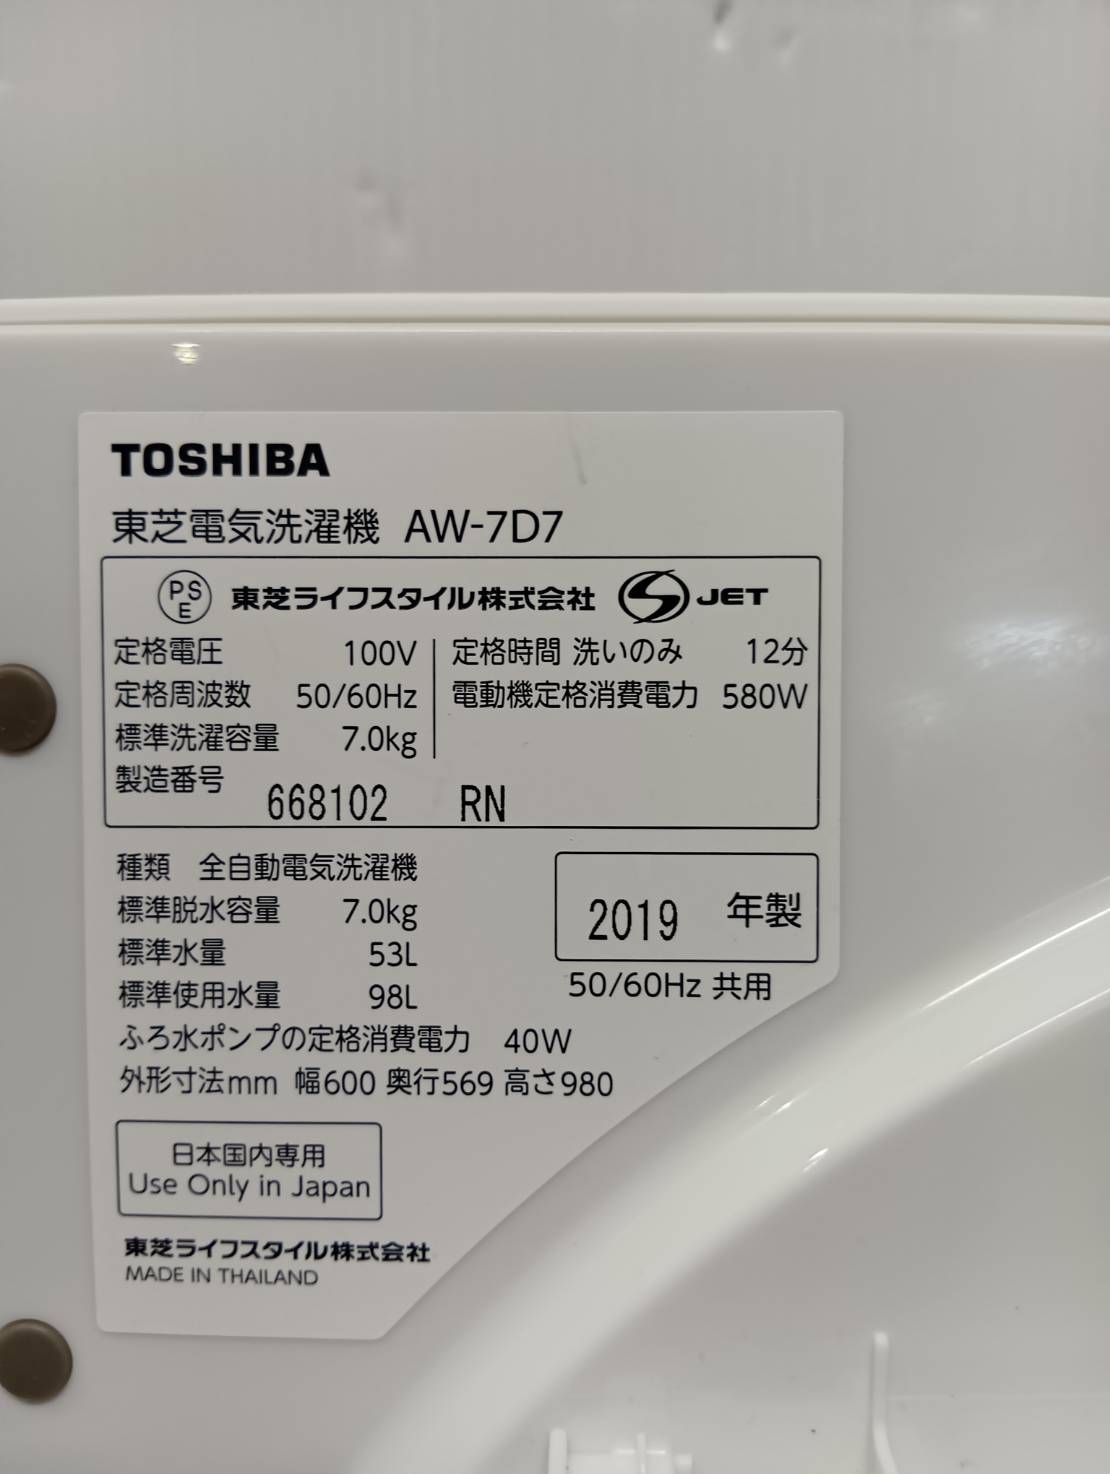 TOSHIBA
東芝電気洗濯機 AW-7D7
PS E 東芝ライフスタイル株式会社 S JET
定格電圧 100V 定格時間 洗いのみ 12分
定格周波数 50/60Hz 電動機定格消費電力 580W
標準洗濯容量 7.0kg
製造番号 668102 RN
種類 全自動電気洗濯機
標準脱水容量 7.0kg
2019 年製
標準水量 53L
50/60Hz 共用
標準使用水量 98L
ふろ水ポンプの定格消費電力 40W
外形寸法mm 幅600 奥行569 高さ980
日本国内専用
Use Only in Japan
東芝ライフスタイル株式会社
MADE IN THAILAND